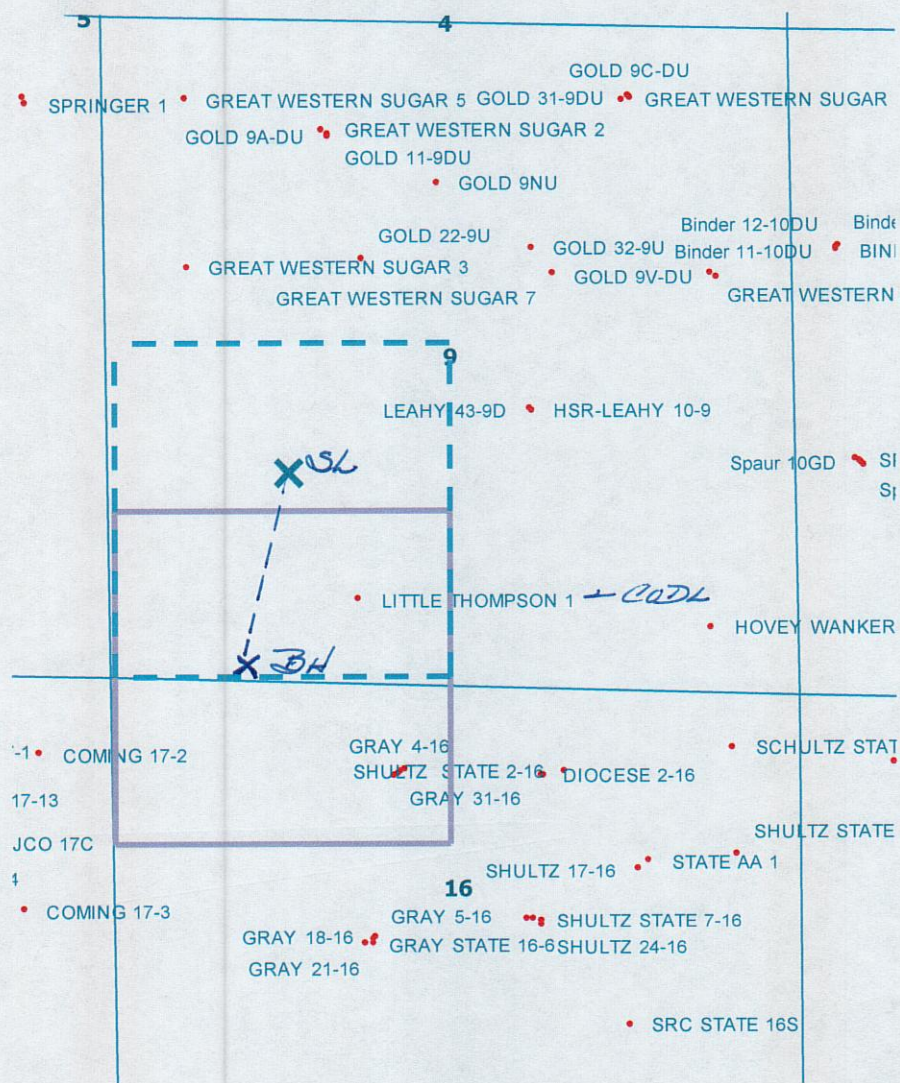 5
4
GOLD 9C-DU
SPRINGER 1
GREAT WESTERN SUGAR 5
GOLD 31-9DU
GREAT WESTERN SUGAR
GOLD 9A-DU
GREAT WESTERN SUGAR 2
GOLD 11-9DU
GOLD 9NU
Binder 12-10DU
Binde
GOLD 22-9U
GOLD 32-9U
Binder 11-10DU
BIN
GREAT WESTERN SUGAR 3
GOLD 9V-DU
GREAT WESTERN SUGAR 7
GREAT WESTERN
9
LEAHY 43-9D
HSR-LEAHY 10-9
SL
Spaur 10GD
LITTLE THOMPSON 1 - CODL
HOVEY WANKER
BH
-1
COMING 17-2
GRAY 4-16
SCHULTZ STAT
SHULTZ STATE 2-16
DIOCESE 2-16
17-13
GRAY 31-16
JCO 17C
SHULTZ STATE
SHULTZ 17-16
STATE AA 1
16
COMING 17-3
GRAY 5-16
SHULTZ STATE 7-16
GRAY 18-16
GRAY STATE 16-6
SHULTZ 24-16
GRAY 21-16
SRC STATE 16S